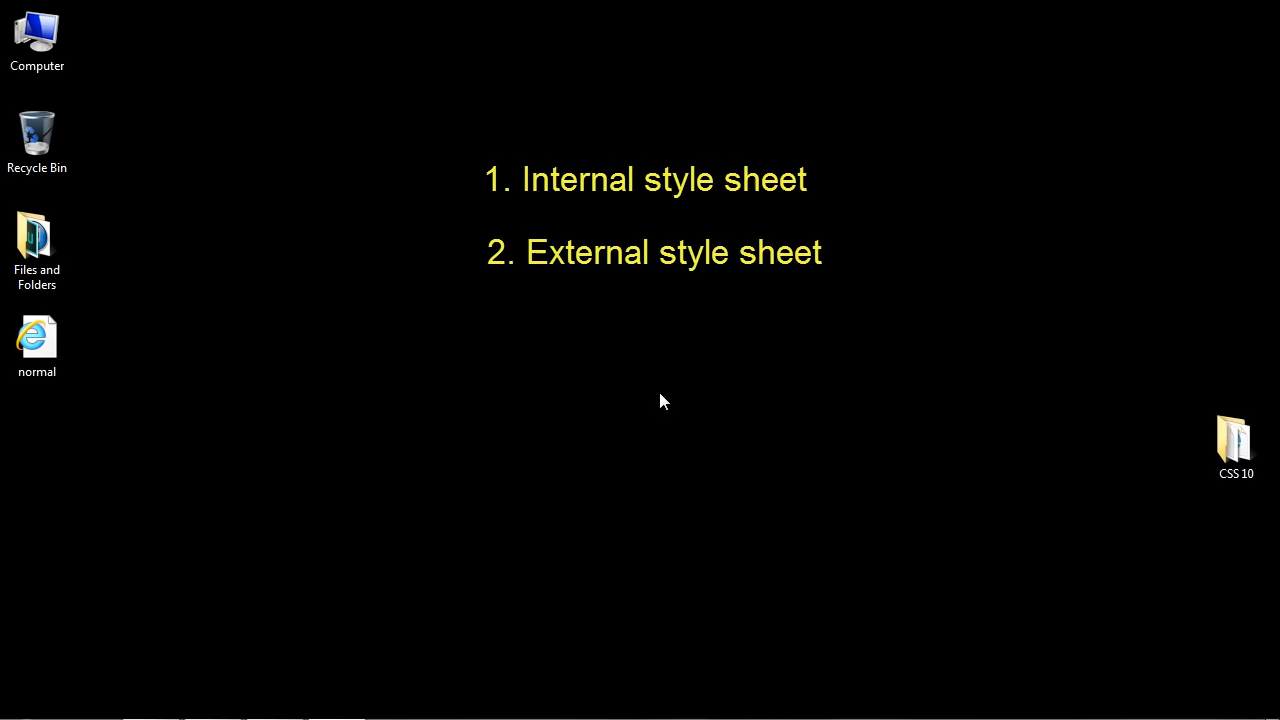 Computer
1. Internal style sheet
Recycle Bin
2. External style sheet
Files and
Folders
normal
CSS 10